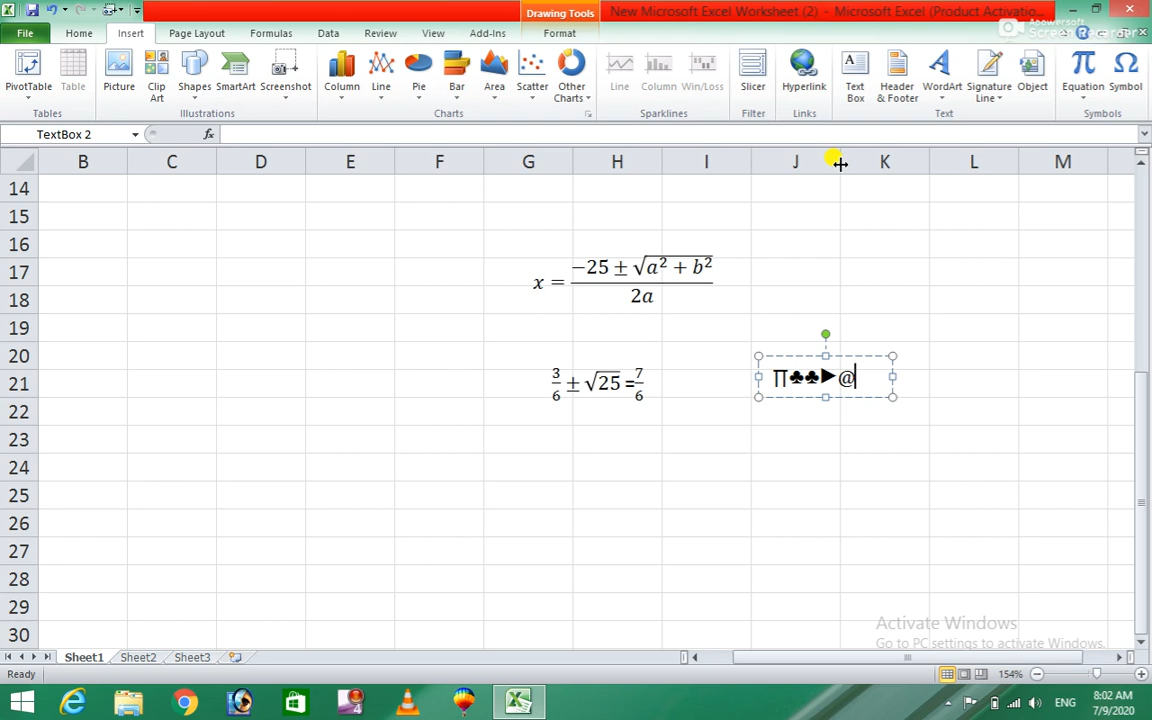 Drawing Tools
New Microsoft Excel Worksheet (2) - Microsoft Excel (Product Activatio...
File Home Insert Page Layout Formulas Data Review View Add-Ins Format
Apowersoft
Screen Recorder
PivotTable Table Picture Clip Art Shapes SmartArt Screenshot Column Line Pie Bar Area Scatter Other Charts Line Column Win/Loss Slicer Hyperlink Text Box Header & Footer WordArt Signature Line Object Equation Symbol
Tables Illustrations Charts Sparklines Filter Links Text Symbols
TextBox 2 fx
B C D E F G H I J K L M
14
15
16
17
x = −25 ± √a² + b² / 2a
18
19
20
21
3/6 ± √25 = 7/6 ∏♣♣►@
22
23
24
25
26
27
28
29
30
Activate Windows
Go to PC settings to activate Windows.
Sheet1 Sheet2 Sheet3
Ready 154%
ENG 8:02 AM
7/9/2020